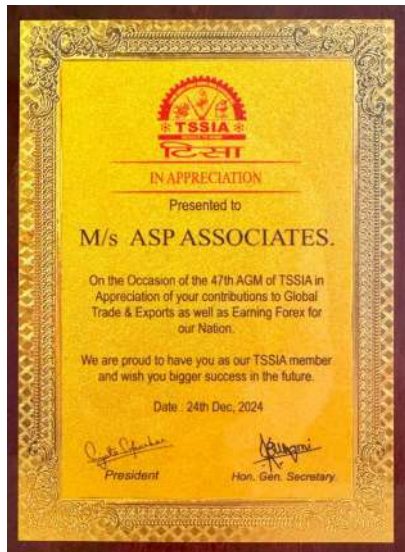 TSSIA
टिसा
IN APPRECIATION
Presented to
M/s ASP ASSOCIATES.
On the Occasion of the 47th AGM of TSSIA in
Appreciation of your contributions to Global
Trade & Exports as well as Earning Forex for
our Nation.
We are proud to have you as our TSSIA member
and wish you bigger success in the future.
Date : 24th Dec, 2024
President
Hon. Gen. Secretary.